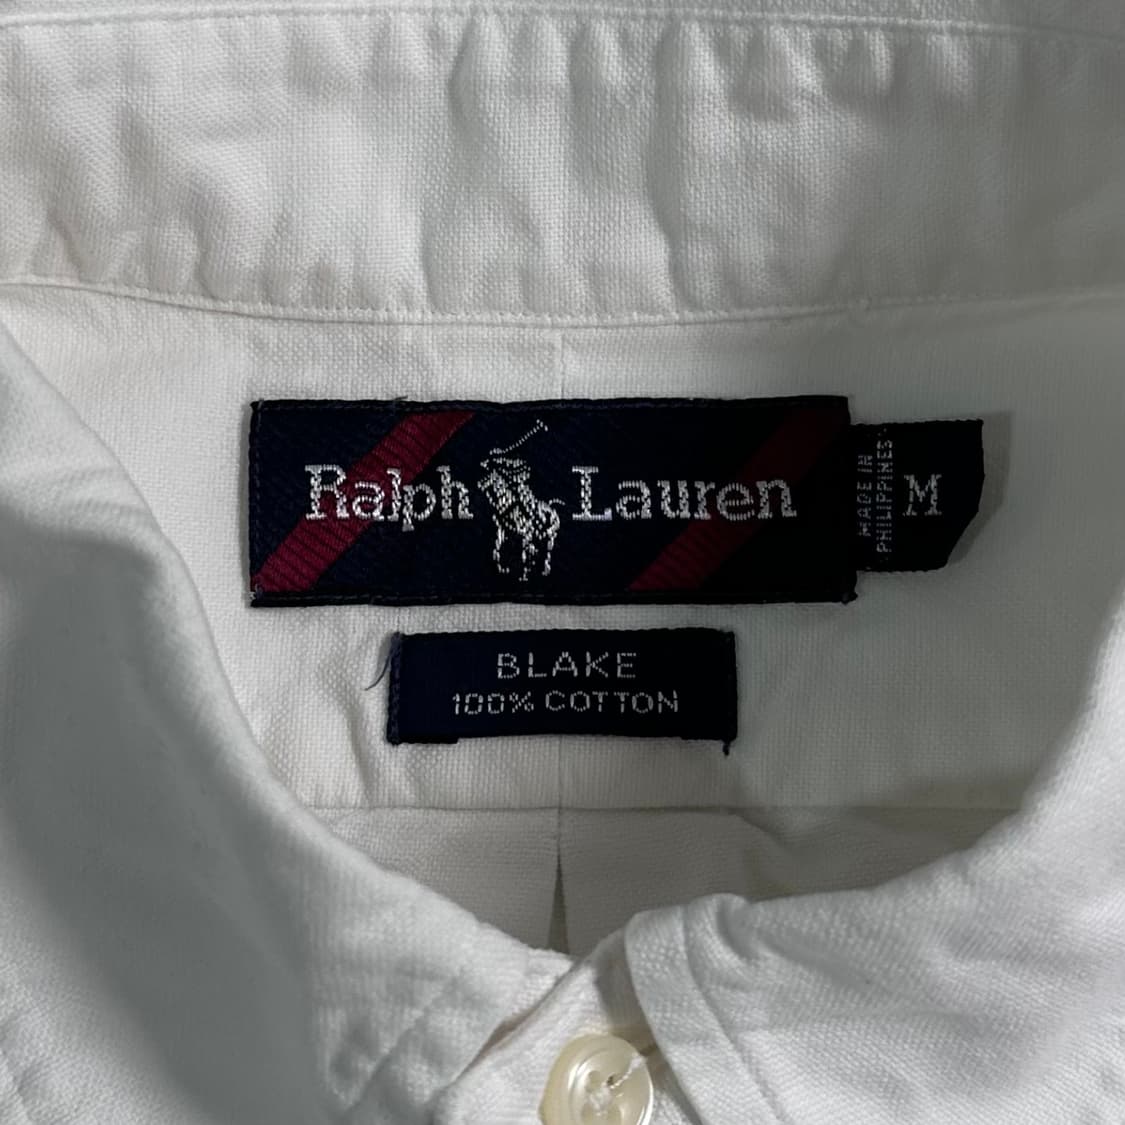 Ralph Lauren
MADE IN
PHILIPPINES
M
BLAKE
100% COTTON